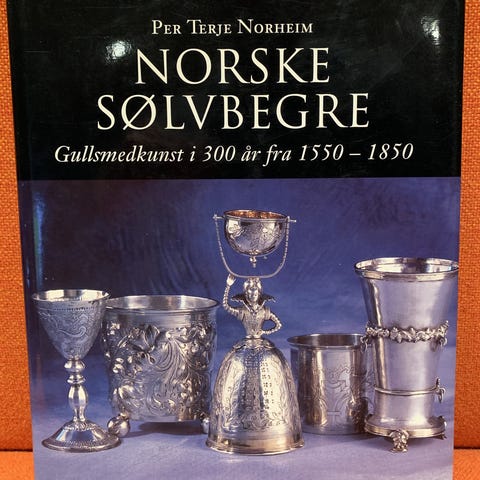 PER TERJE NORHEIM
NORSKE
SØLVBEGRE
Gullsmedkunst i 300 år fra 1550 – 1850